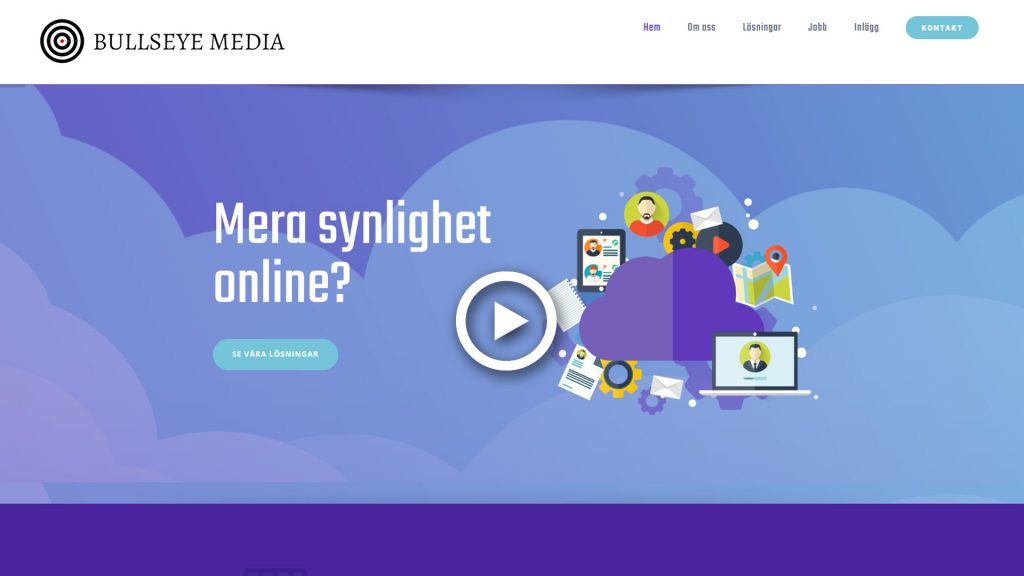 BULLSEYE MEDIA
Hem Om oss Lösningar Jobb Inlägg KONTAKT
Mera synlighet
online?
SE VÅRA LÖSNINGAR